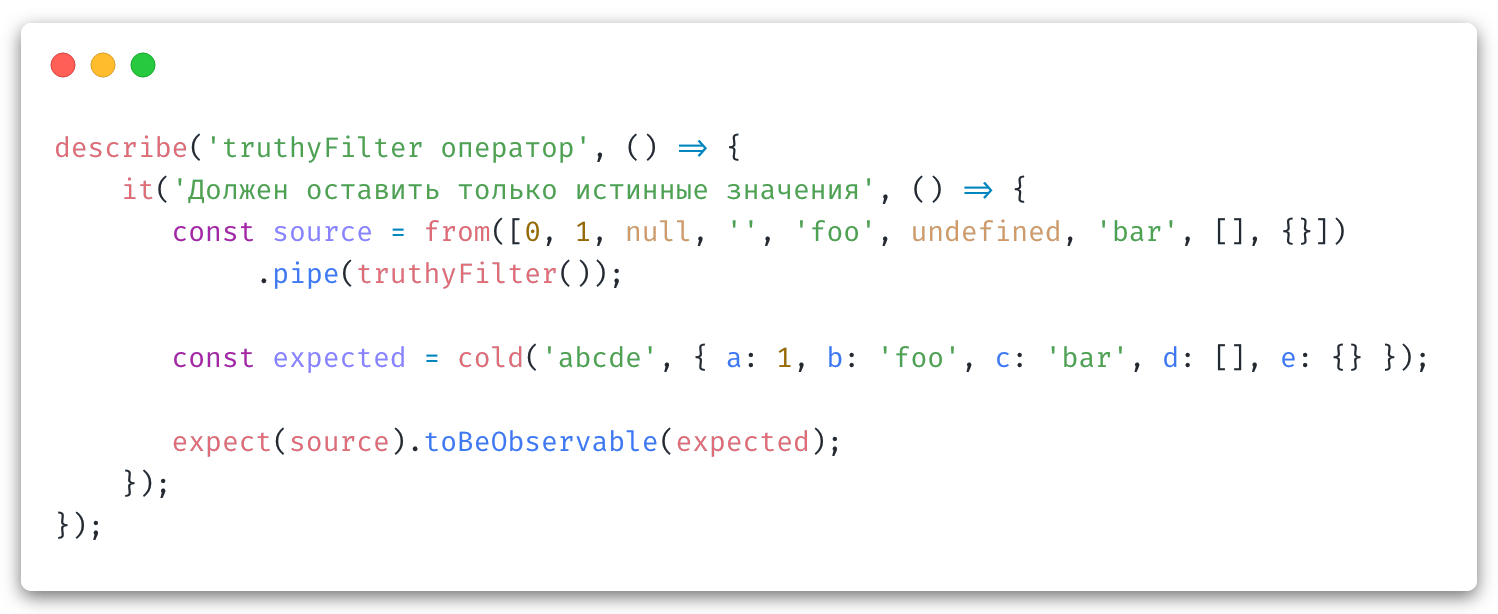 describe('truthyFilter оператор', () => {
    it('Должен оставить только истинные значения', () => {
       const source = from([0, 1, null, '', 'foo', undefined, 'bar', [], {}])
            .pipe(truthyFilter());

       const expected = cold('abcde', { a: 1, b: 'foo', c: 'bar', d: [], e: {} });

       expect(source).toBeObservable(expected);
    });
});